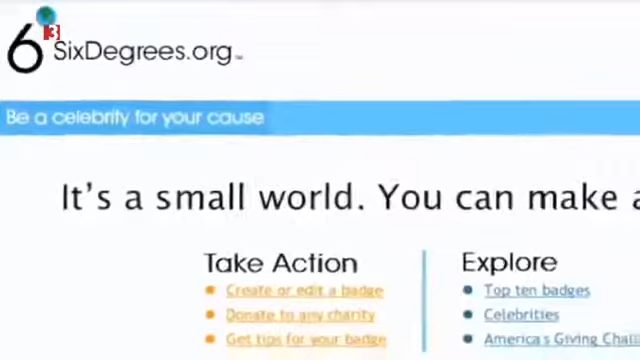 3
6 SixDegrees.org
Be a celebrity for your cause
It's a small world. You can make a
Take Action
Create or edit a badge
Donate to any charity
Get tips for your badge
Explore
Top ten badges
Celebrities
America's Giving